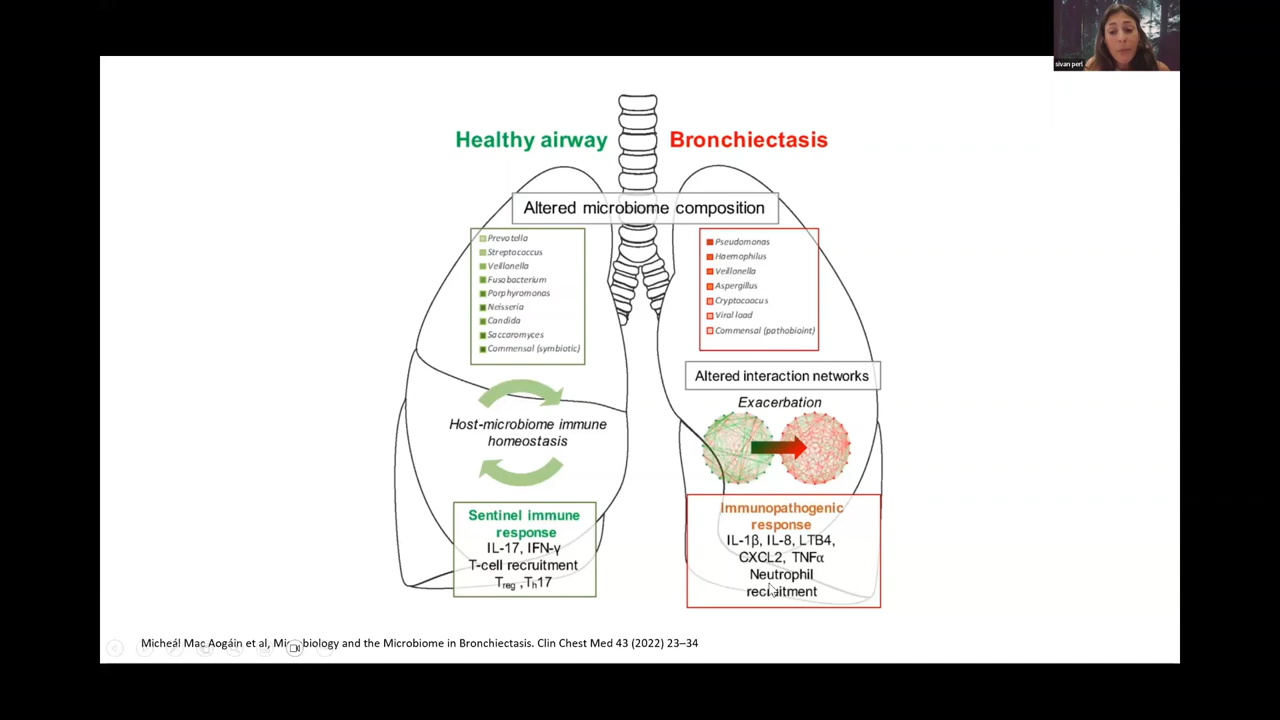 sivan perl
Healthy airway
Bronchiectasis
Altered microbiome composition
Prevotella
Streptococcus
Veillonella
Fusobacterium
Porphyromonas
Neisseria
Candida
Saccaromyces
Commensal (symbiotic)
Pseudomonas
Haemophilus
Veillonella
Aspergillus
Cryptococcus
Viral load
Commensal (pathobioint)
Altered interaction networks
Exacerbation
Host-microbiome immune
homeostasis
Sentinel immune
response
IL-17, IFN-γ
T-cell recruitment
Treg ,Th17
Immunopathogenic
response
IL-1β, IL-8, LTB4,
CXCL2, TNFα
Neutrophil
recruitment
Micheál Mac Aogáin et al, Microbiology and the Microbiome in Bronchiectasis. Clin Chest Med 43 (2022) 23–34